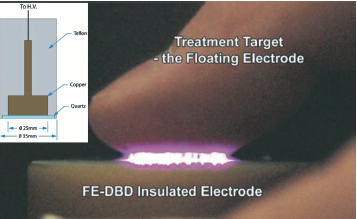 To H.V.
Teflon
Copper
Quartz
Ø 25mm
Ø 35mm
Treatment Target
- the Floating Electrode
FE-DBD Insulated Electrode